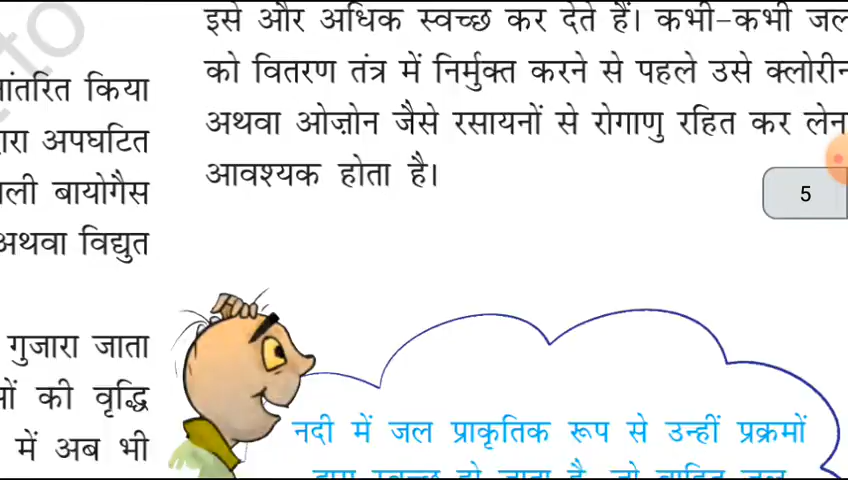 इसे और अधिक स्वच्छ कर देते हैं। कभी-कभी जल
को वितरण तंत्र में निर्मुक्त करने से पहले उसे क्लोरीन
अथवा ओज़ोन जैसे रसायनों से रोगाणु रहित कर लेन
आवश्यक होता है।
5
किया
अपघटित
बायोगैस
अथवा विद्युत
गुजारा जाता
की वृद्धि
में अब भी
नदी में जल प्राकृतिक रूप से उन्हीं प्रक्रमों
to